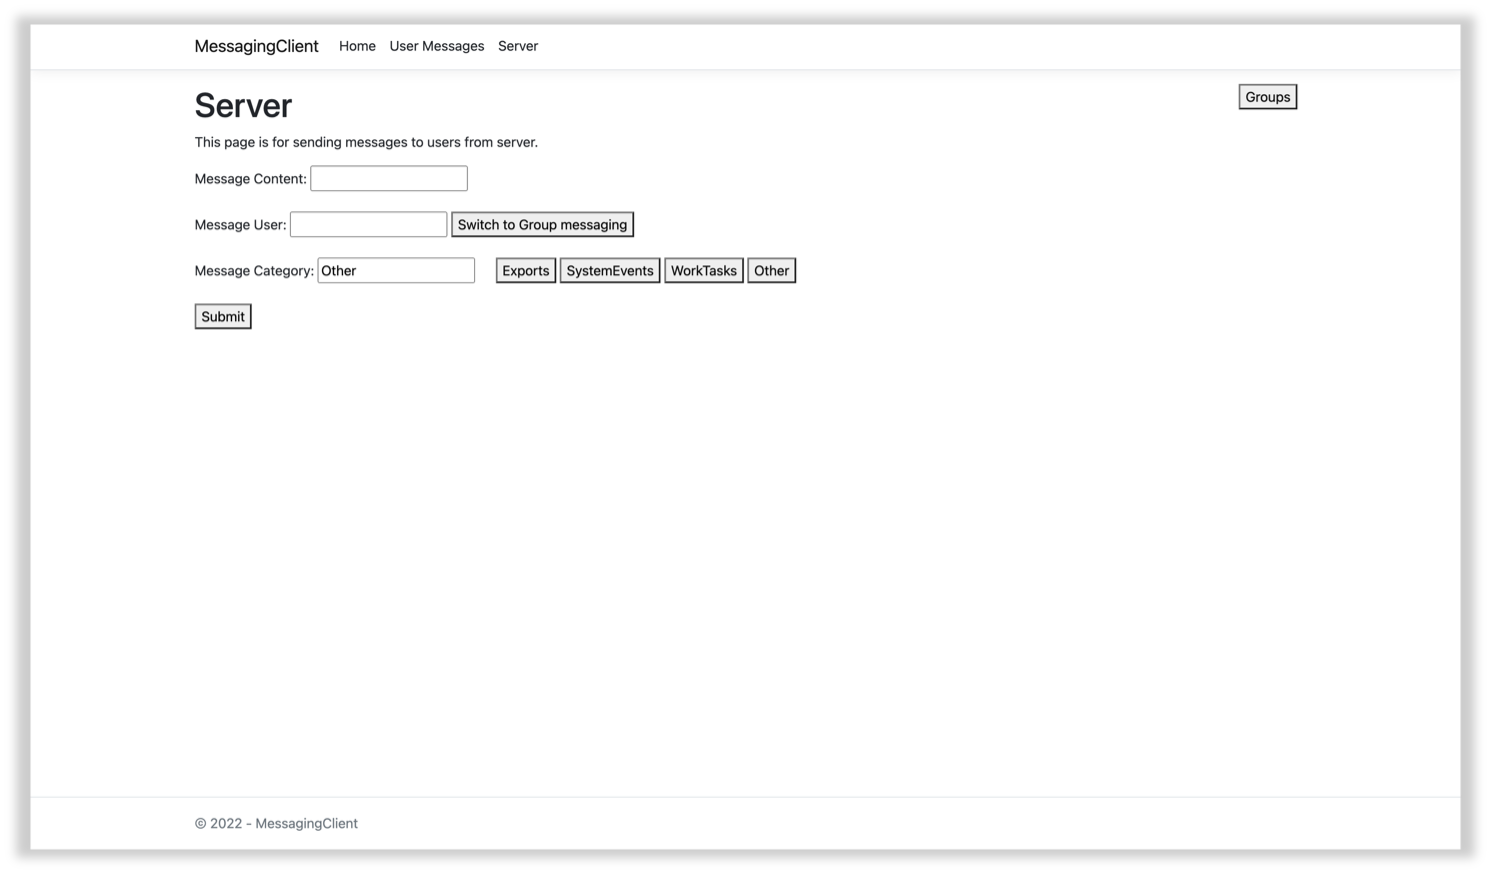 MessagingClient Home User Messages Server
Server
Groups
This page is for sending messages to users from server.
Message Content:
Message User: Switch to Group messaging
Message Category: Other Exports SystemEvents WorkTasks Other
Submit
© 2022 - MessagingClient